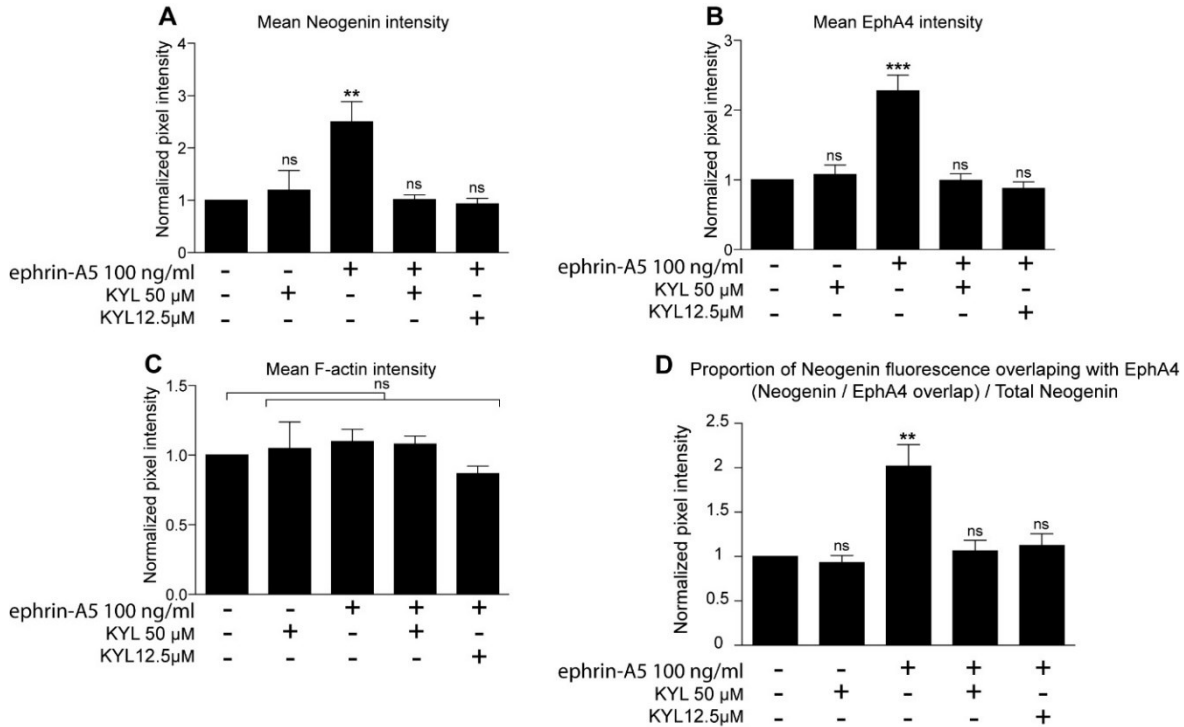 A
Mean Neogenin intensity
Normalized pixel intensity
4
3
2
1
0
ns
**
ns
ns
ephrin-A5 100 ng/ml - - + + +
KYL 50 µM - + - + -
KYL12.5µM - - - - +
B
Mean EphA4 intensity
Normalized pixel intensity
3
2
1
0
ns
***
ns
ns
ephrin-A5 100 ng/ml - - + + +
KYL 50 µM - + - + -
KYL12.5µM - - - - +
C
Mean F-actin intensity
ns
Normalized pixel intensity
1.5
1.0
0.5
0.0
ephrin-A5 100 ng/ml - - + + +
KYL 50 µM - + - + -
KYL12.5µM - - - - +
D
Proportion of Neogenin fluorescence overlaping with EphA4
(Neogenin / EphA4 overlap) / Total Neogenin
Normalized pixel intensity
2.5
2
1.5
1
0.5
0
ns
**
ns
ns
ephrin-A5 100 ng/ml - - + + +
KYL 50 µM - + - + -
KYL12.5µM - - - - +